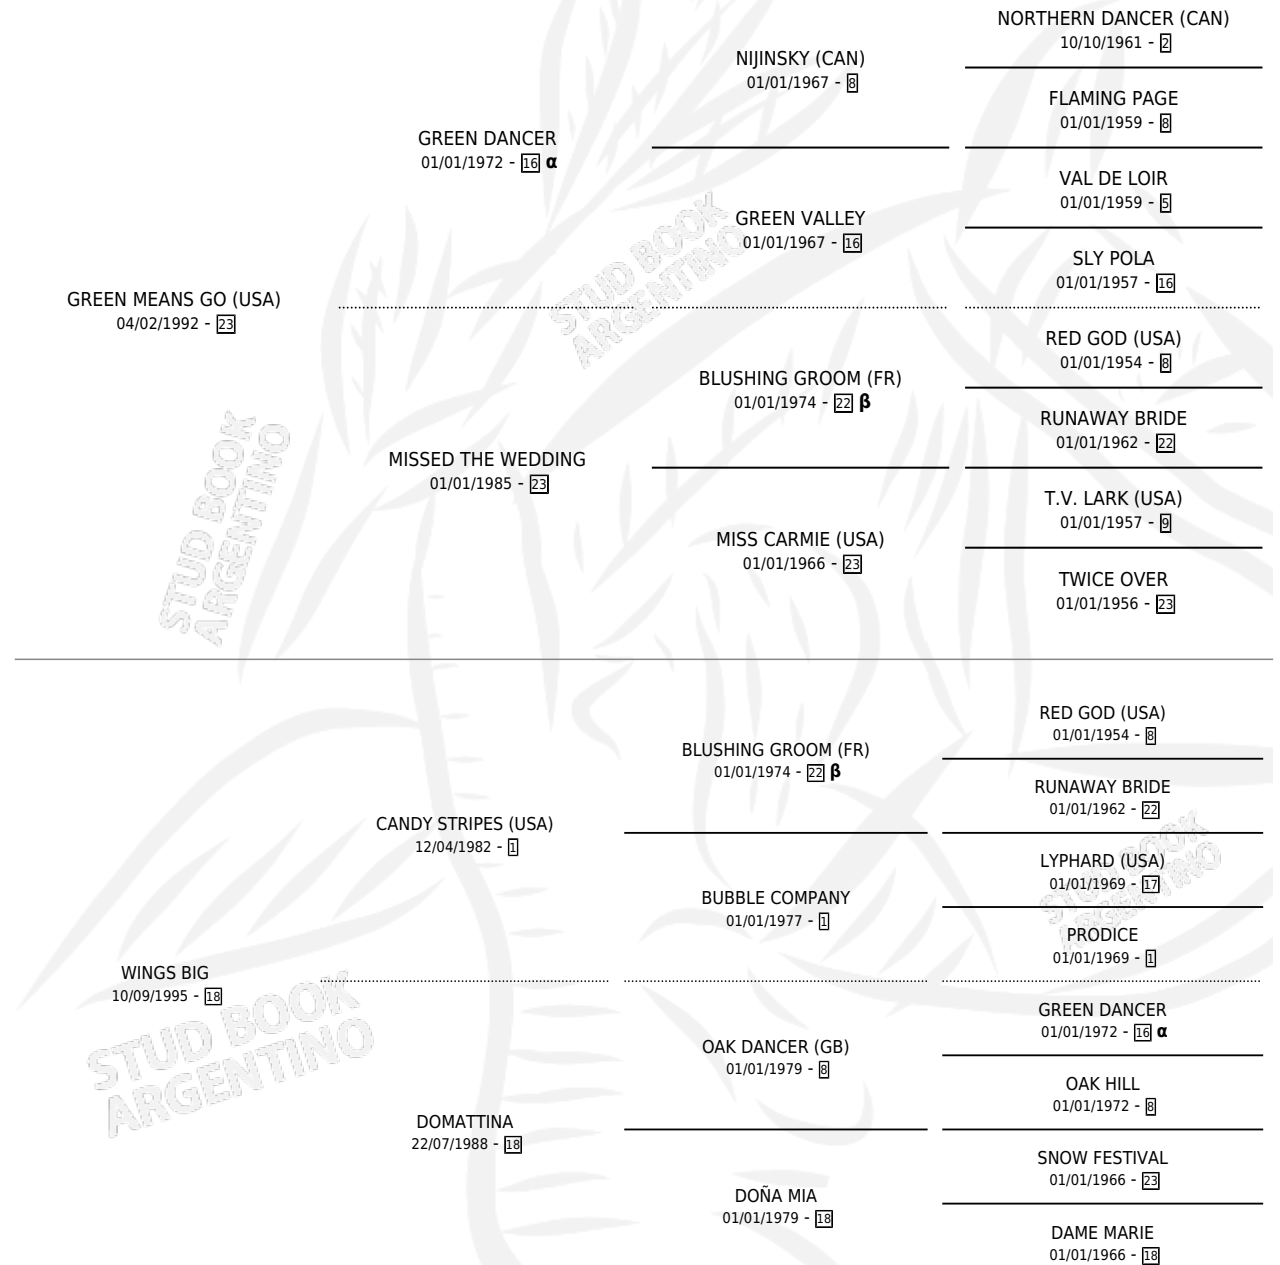 NORTHERN DANCER (CAN)
10/10/1961 - 2
NIJINSKY (CAN)
01/01/1967 - 8
FLAMING PAGE
01/01/1959 - 8
GREEN DANCER
01/01/1972 - 16 α
VAL DE LOIR
01/01/1959 - 5
GREEN VALLEY
01/01/1967 - 16
SLY POLA
01/01/1957 - 16
GREEN MEANS GO (USA)
04/02/1992 - 23
RED GOD (USA)
01/01/1954 - 8
BLUSHING GROOM (FR)
01/01/1974 - 22 β
RUNAWAY BRIDE
01/01/1962 - 22
MISSED THE WEDDING
01/01/1985 - 23
T.V. LARK (USA)
01/01/1957 - 9
MISS CARMIE (USA)
01/01/1966 - 23
TWICE OVER
01/01/1956 - 23
RED GOD (USA)
01/01/1954 - 8
BLUSHING GROOM (FR)
01/01/1974 - 22 β
RUNAWAY BRIDE
01/01/1962 - 22
CANDY STRIPES (USA)
12/04/1982 - 1
LYPHARD (USA)
01/01/1969 - 17
BUBBLE COMPANY
01/01/1977 - 1
PRODICE
01/01/1969 - 1
WINGS BIG
10/09/1995 - 18
GREEN DANCER
01/01/1972 - 16 α
OAK DANCER (GB)
01/01/1979 - 8
OAK HILL
01/01/1972 - 8
DOMATTINA
22/07/1988 - 18
SNOW FESTIVAL
01/01/1966 - 23
DOÑA MIA
01/01/1979 - 18
DAME MARIE
01/01/1966 - 18
STUD BOOK
ARGENTINO
STUD BOOK
ARGENTINO
STUD BOOK
ARGENTINO
STUD BOOK
ARGENTINO